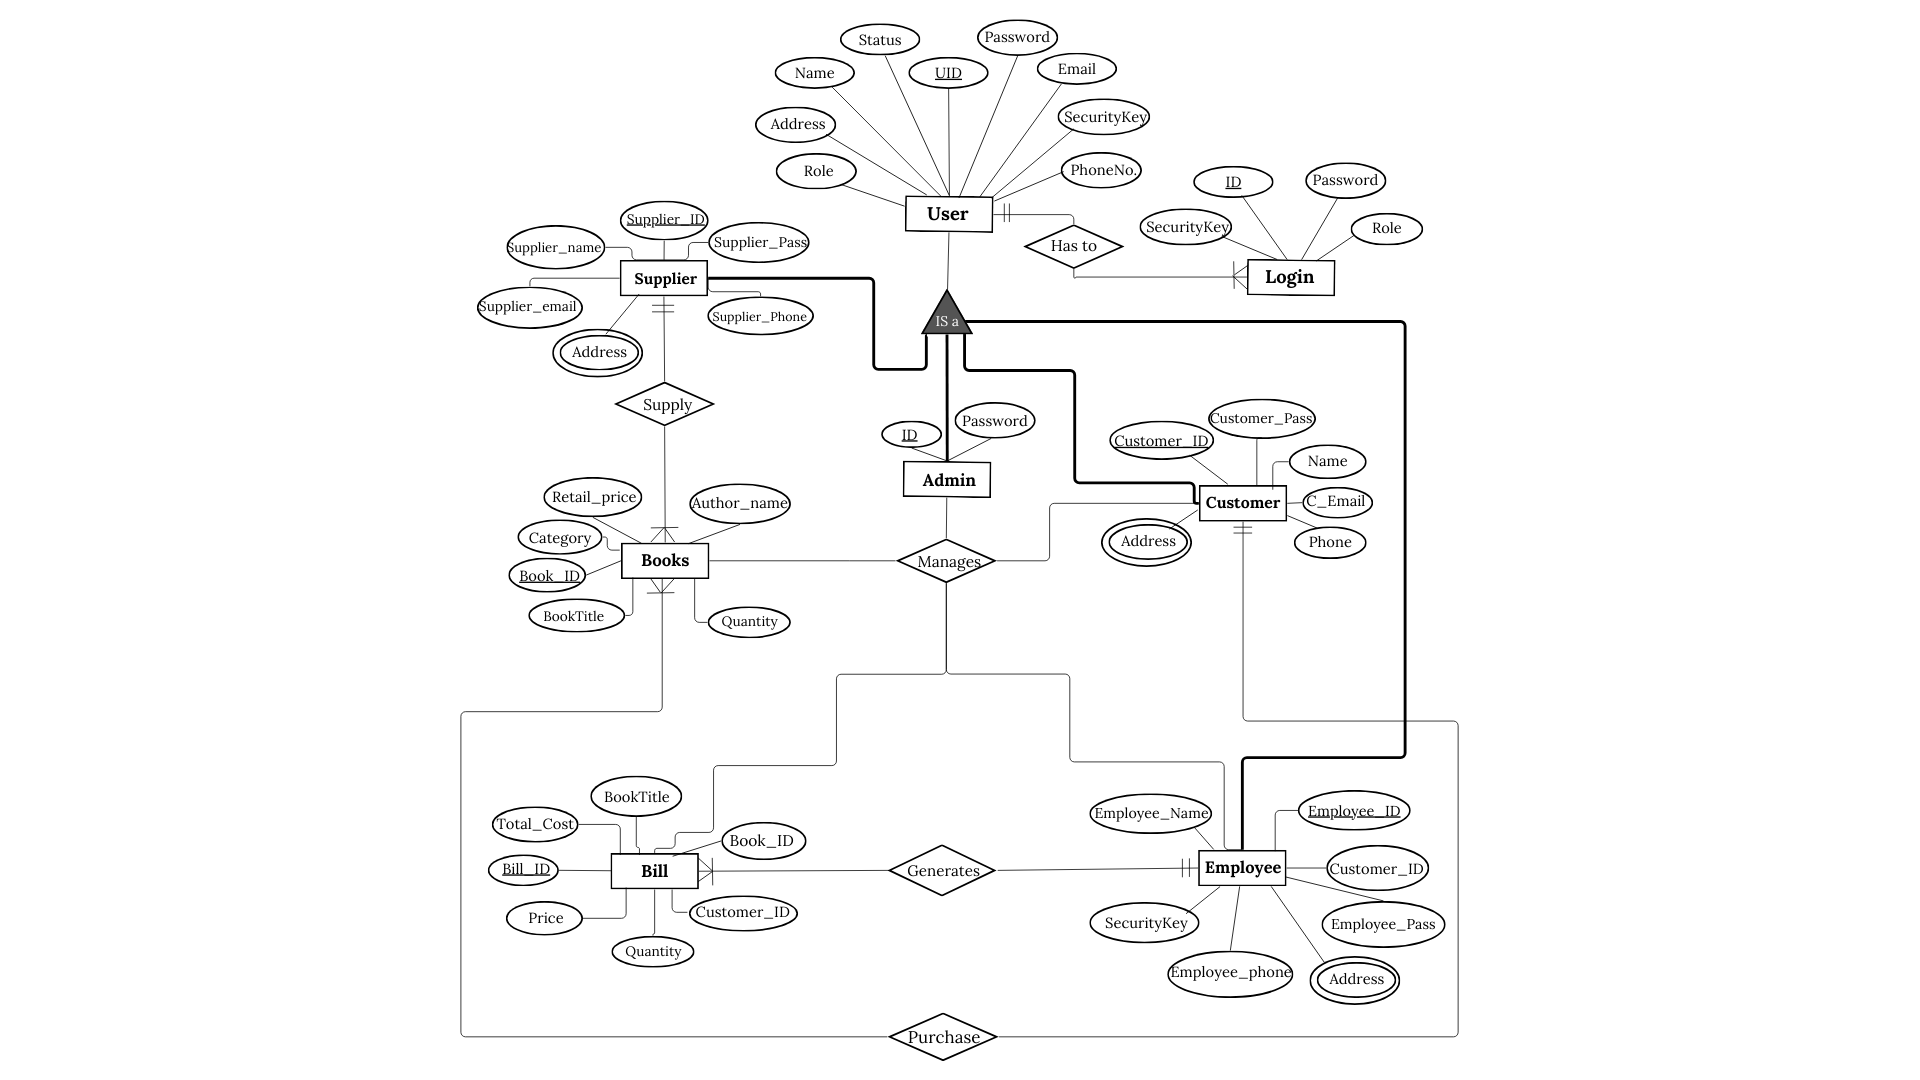 Status
Password
Name
UID
Email
Address
SecurityKey
Role
PhoneNo.
User
Has to
ID
Password
SecurityKey
Role
Login
Supplier_ID
Supplier_name
Supplier_Pass
Supplier
Supplier_email
Supplier_Phone
Address
IS a
Supply
ID
Password
Admin
Customer_Pass
Customer_ID
Name
Customer
C_Email
Address
Phone
Retail_price
Author_name
Category
Books
Book_ID
BookTitle
Quantity
Manages
BookTitle
Total_Cost
Book_ID
Bill_ID
Bill
Price
Customer_ID
Quantity
Generates
Employee_Name
Employee_ID
Employee
Customer_ID
SecurityKey
Employee_Pass
Employee_phone
Address
Purchase